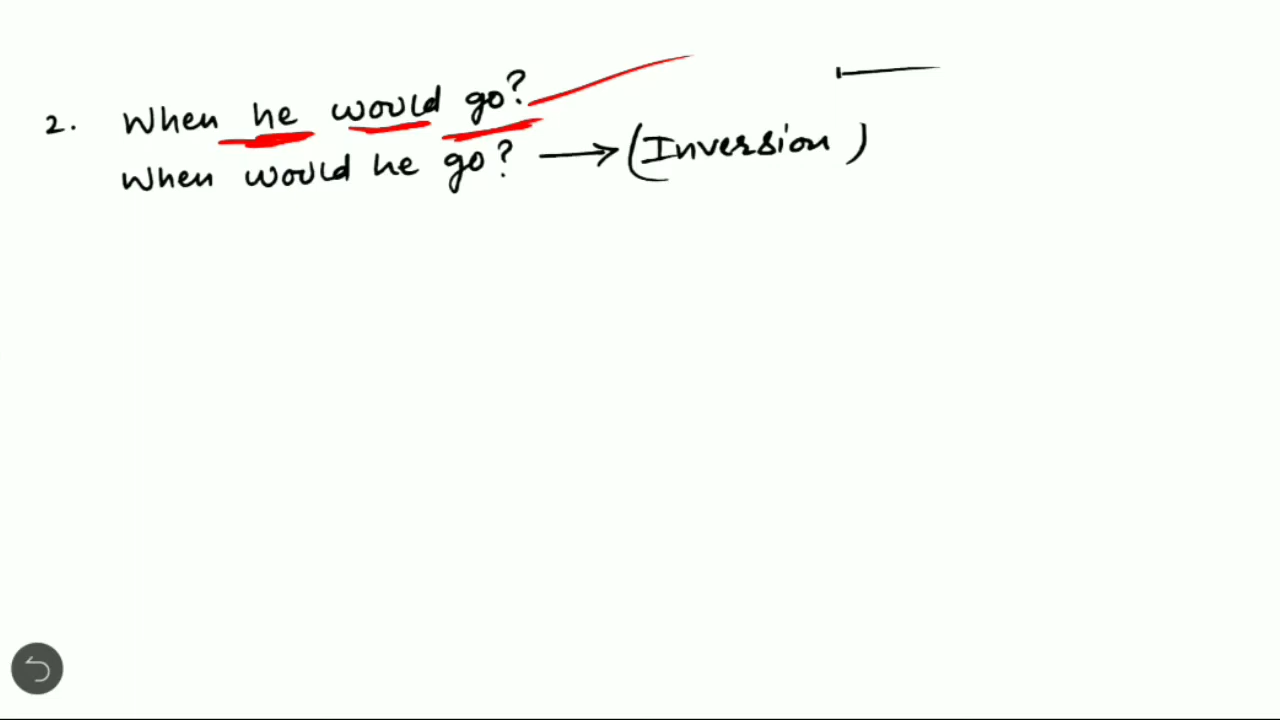 2. When he would go?
When would he go? → (Inversion)